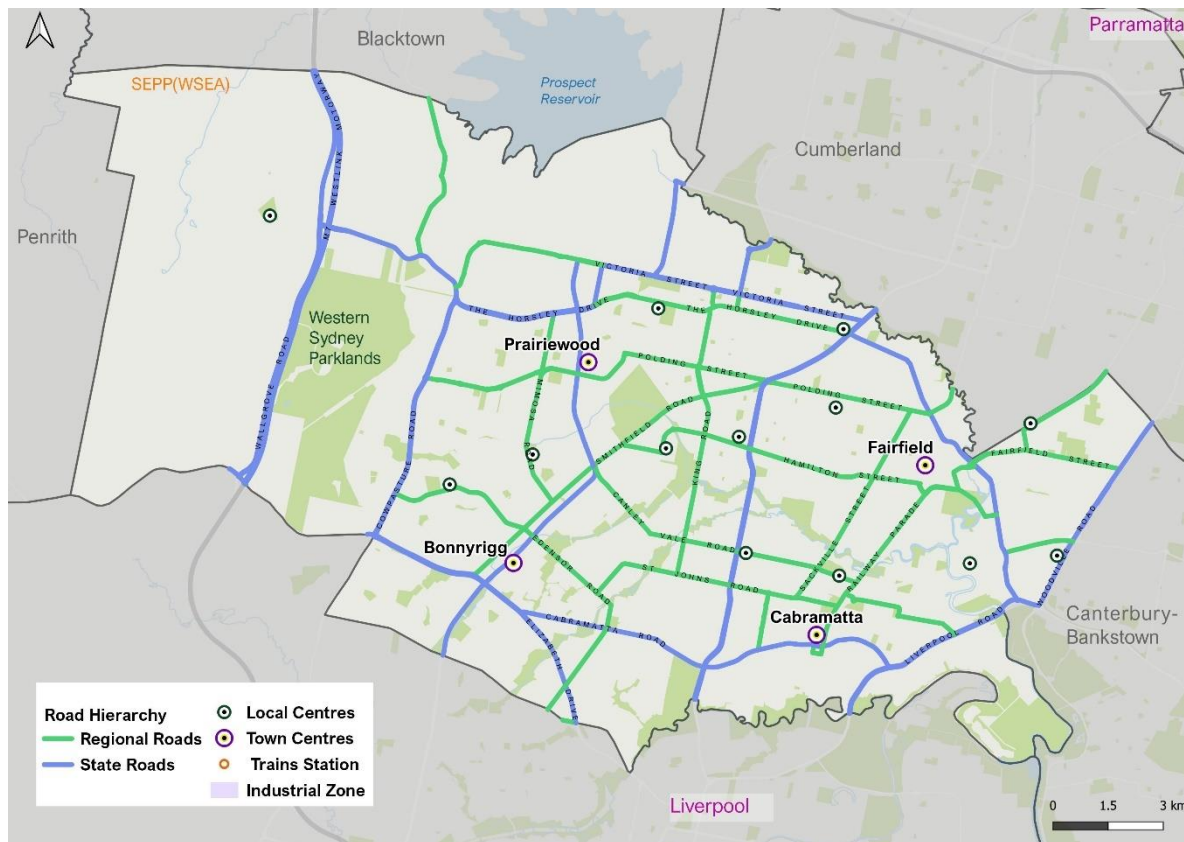 Parramatta
Blacktown
SEPP(WSEA)
Prospect
Reservoir
Cumberland
Penrith
M7 WESTLINK MOTORWAY
VICTORIA STREET
VICTORIA STREET
THE HORSLEY DRIVE
THE HORSLEY DRIVE
Western
Sydney
Parklands
Prairiewood
POLDING STREET
POLDING STREET
MIMOSA ROAD
WALLGROVE ROAD
COWPASTURE ROAD
SMITHFIELD ROAD
KING ROAD
HAMILTON STREET
Fairfield
FAIRFIELD STREET
SACKVILLE STREET
RAILWAY PARADE
CANLEY VALE ROAD
WOODVILLE ROAD
Bonnyrigg
EDENSOR ROAD
ST JOHNS ROAD
Cabramatta
CABRAMATTA ROAD
ELIZABETH DRIVE
LIVERPOOL ROAD
Canterbury-
Bankstown
Road Hierarchy
Regional Roads
State Roads
Local Centres
Town Centres
Trains Station
Industrial Zone
Liverpool
0 1.5 3 km